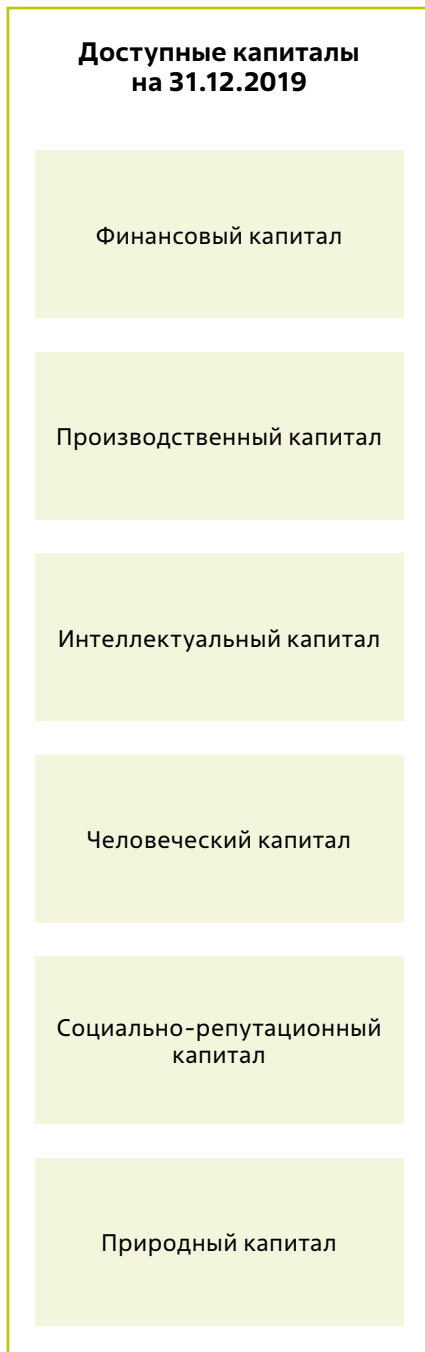 Доступные капиталы
на 31.12.2019
Финансовый капитал
Производственный капитал
Интеллектуальный капитал
Человеческий капитал
Социально-репутационный
капитал
Природный капитал